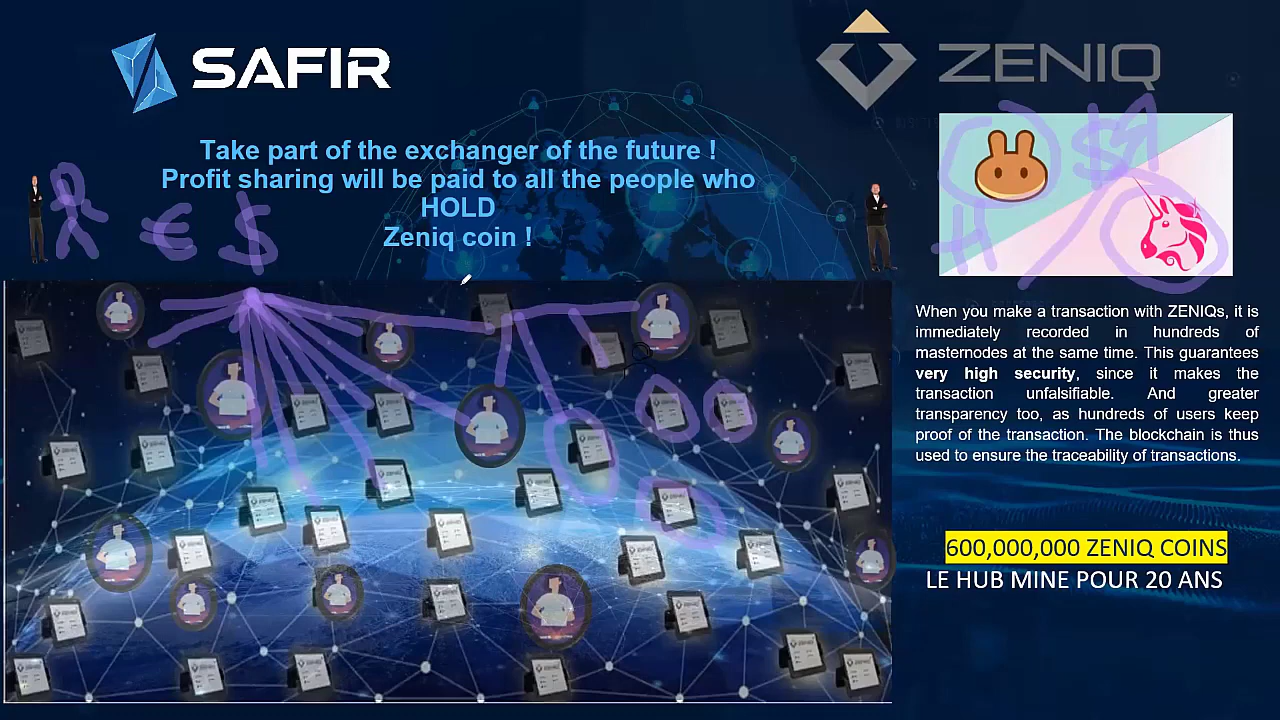 SAFIR
ZENIQ
Take part of the exchanger of the future !
Profit sharing will be paid to all the people who
HOLD
Zeniq coin !
€ $
When you make a transaction with ZENIQs, it is
immediately recorded in hundreds of
masternodes at the same time. This guarantees
very high security, since it makes the
transaction unfalsifiable. And greater
transparency too, as hundreds of users keep
proof of the transaction. The blockchain is thus
used to ensure the traceability of transactions.
600,000,000 ZENIQ COINS
LE HUB MINE POUR 20 ANS